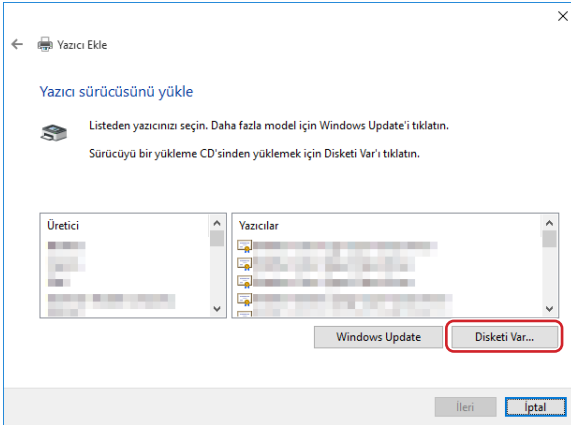 Yazıcı Ekle
Yazıcı sürücüsünü yükle
Listeden yazıcınızı seçin. Daha fazla model için Windows Update'i tıklatın.
Sürücüyü bir yükleme CD'sinden yüklemek için Disketi Var'ı tıklatın.
Üretici
Yazıcılar
Windows Update
Disketi Var...
İleri
İptal